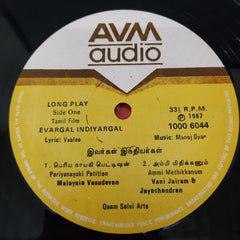 AVM
audio
LONG PLAY
Side One
Tamil Film
33⅓ R.P.M.
℗ 1987
1000 6044
EVARGAL INDIYARGAL
Lyric: Vaalee
Music: Manoj Gyan
இவர்கள் இந்தியர்கள்
1. பெரிய நாயகி பெட்டிஷன்
Periyanayaki Petition
Malaysia Vasudevan
2. அம்மி மிதிக்கனும்
Ammi Methikkanum
Vani Jairam &
Jayachandran
Quam Selvi Arts